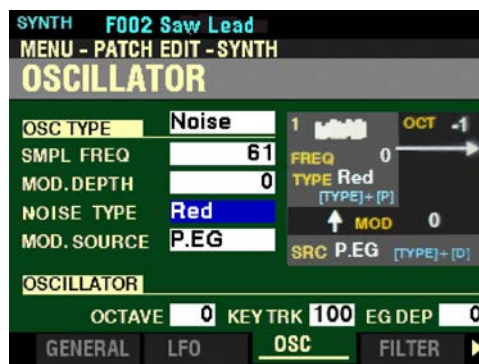 SYNTH F002 Saw Lead
MENU - PATCH EDIT - SYNTH
OSCILLATOR
OSC TYPE Noise
SMPL FREQ 61
MOD.DEPTH 0
NOISE TYPE Red
MOD. SOURCE P.EG
1 OCT -1
FREQ 0
TYPE Red
[TYPE]+[P]
MOD 0
SRC P.EG [TYPE]+[D]
OSCILLATOR
OCTAVE 0 KEY TRK 100 EG DEP 0
GENERAL LFO OSC FILTER